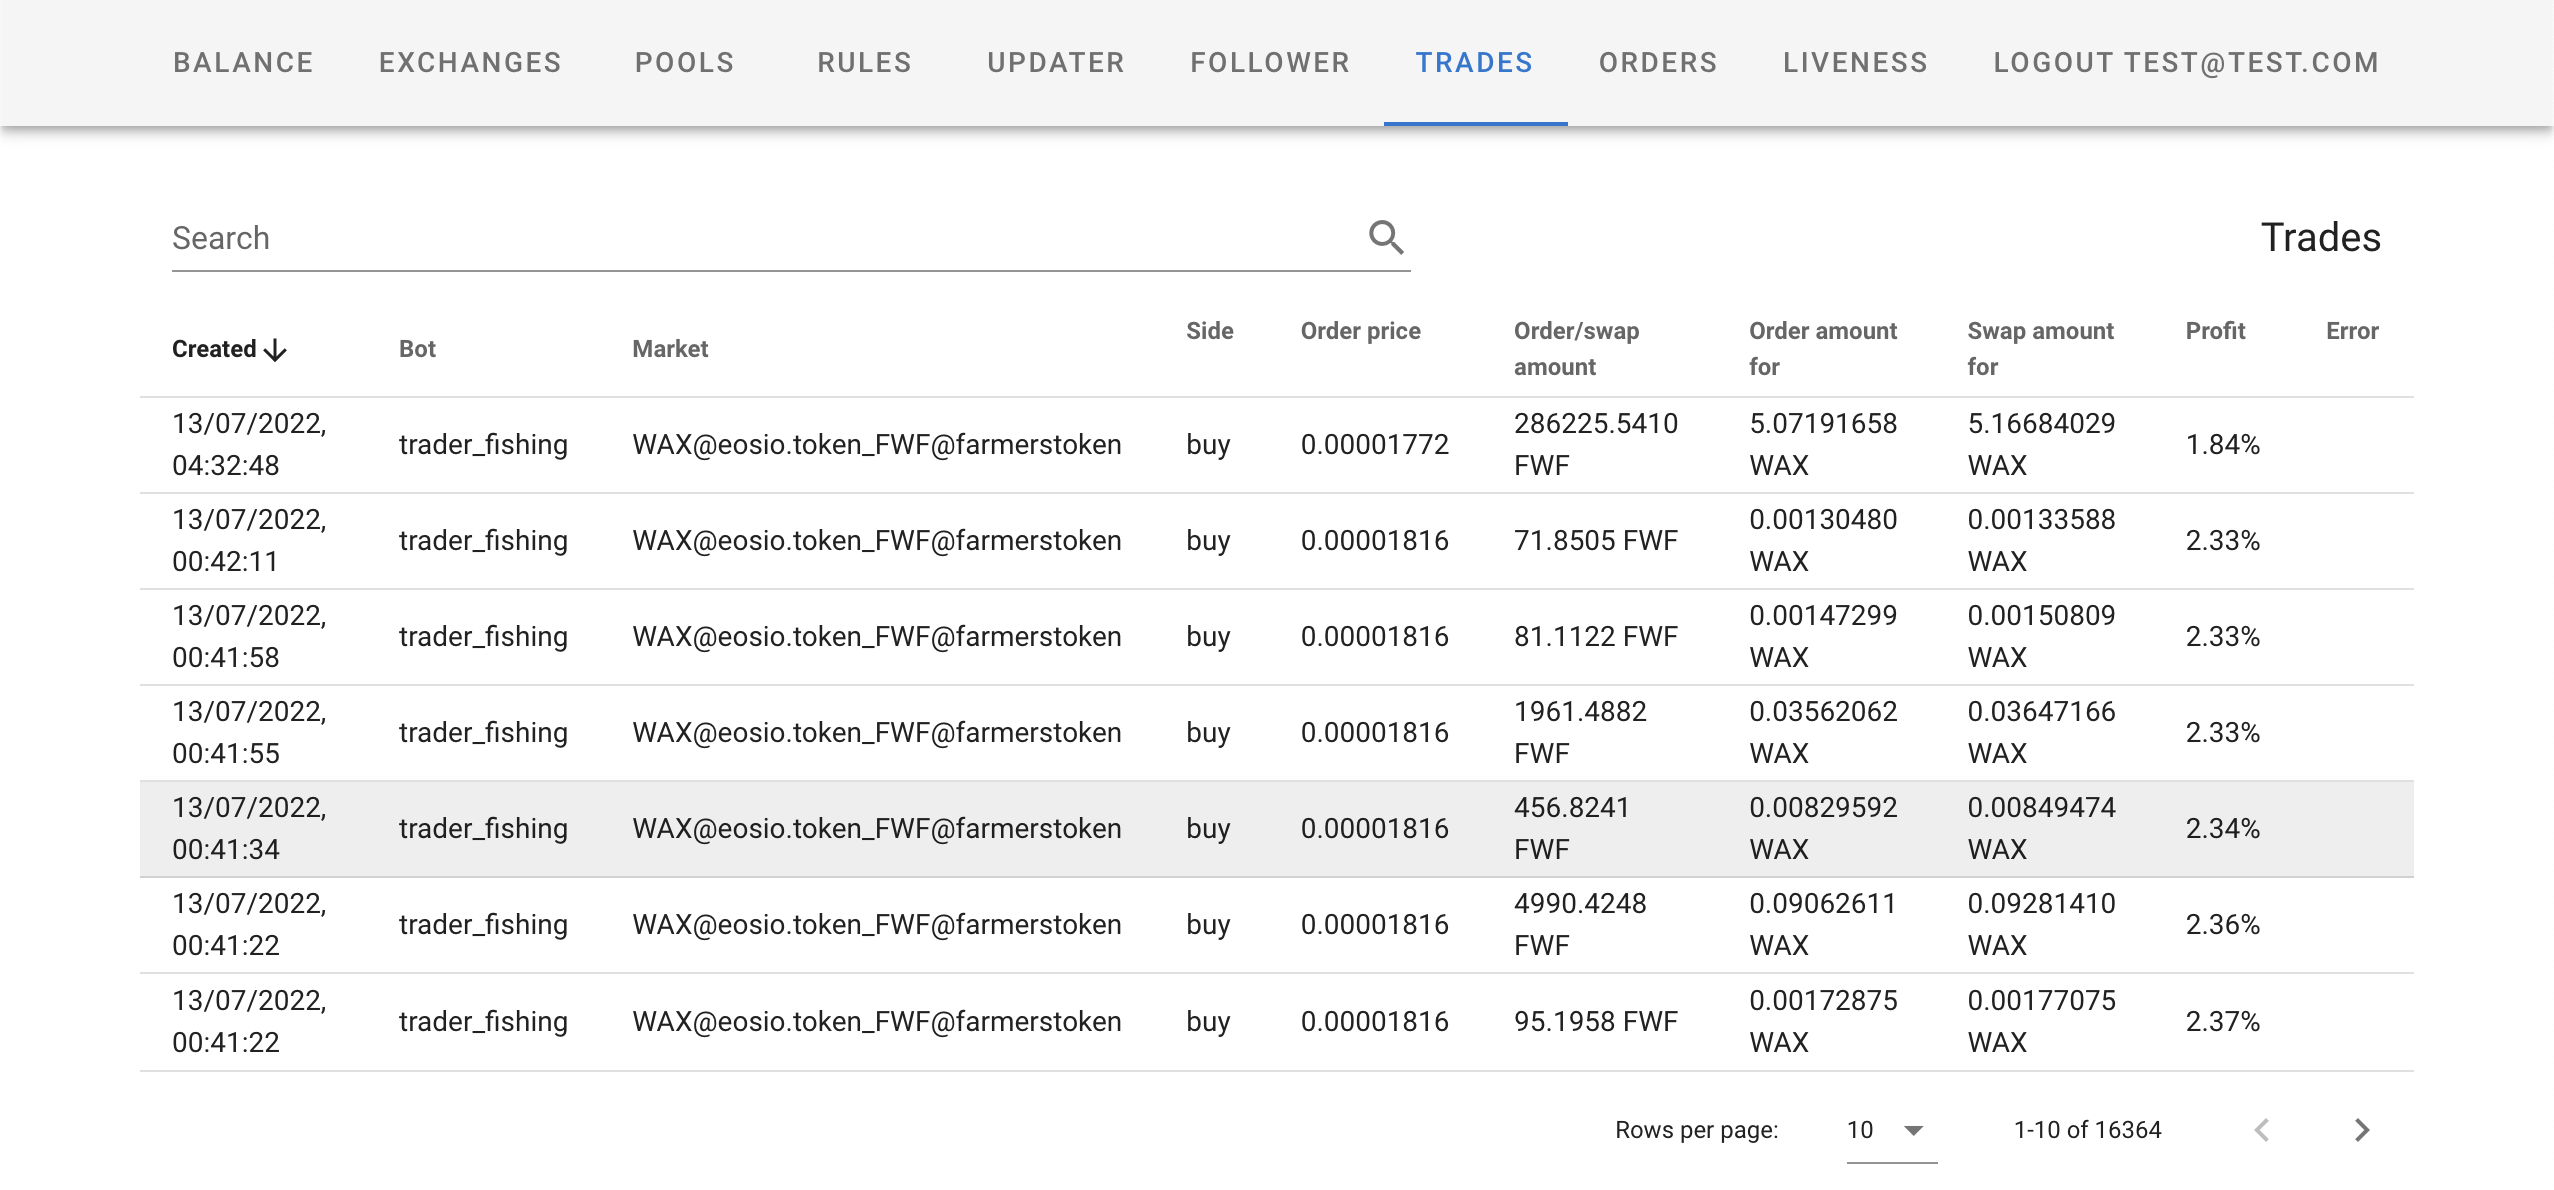 BALANCE EXCHANGES POOLS RULES UPDATER FOLLOWER TRADES ORDERS LIVENESS LOGOUT TEST@TEST.COM
Search Trades
Created Bot Market Side Order price Order/swap amount Order amount for Swap amount for Profit Error
13/07/2022, 04:32:48 trader_fishing WAX@eosio.token_FWF@farmerstoken buy 0.00001772 286225.5410 FWF 5.07191658 WAX 5.16684029 WAX 1.84%
13/07/2022, 00:42:11 trader_fishing WAX@eosio.token_FWF@farmerstoken buy 0.00001816 71.8505 FWF 0.00130480 WAX 0.00133588 WAX 2.33%
13/07/2022, 00:41:58 trader_fishing WAX@eosio.token_FWF@farmerstoken buy 0.00001816 81.1122 FWF 0.00147299 WAX 0.00150809 WAX 2.33%
13/07/2022, 00:41:55 trader_fishing WAX@eosio.token_FWF@farmerstoken buy 0.00001816 1961.4882 FWF 0.03562062 WAX 0.03647166 WAX 2.33%
13/07/2022, 00:41:34 trader_fishing WAX@eosio.token_FWF@farmerstoken buy 0.00001816 456.8241 FWF 0.00829592 WAX 0.00849474 WAX 2.34%
13/07/2022, 00:41:22 trader_fishing WAX@eosio.token_FWF@farmerstoken buy 0.00001816 4990.4248 FWF 0.09062611 WAX 0.09281410 WAX 2.36%
13/07/2022, 00:41:22 trader_fishing WAX@eosio.token_FWF@farmerstoken buy 0.00001816 95.1958 FWF 0.00172875 WAX 0.00177075 WAX 2.37%
Rows per page: 10 1-10 of 16364